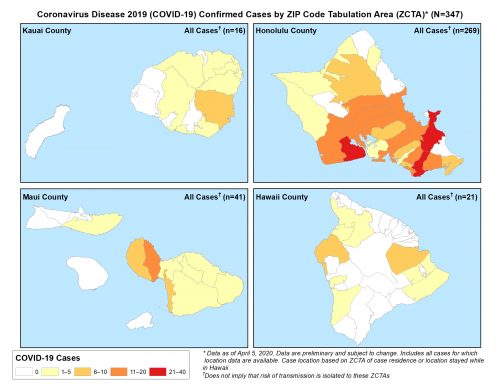 Coronavirus Disease 2019 (COVID-19) Confirmed Cases by ZIP Code Tabulation Area (ZCTA)* (N=347)
Kauai County
All Cases† (n=16)
Honolulu County
All Cases† (n=269)
Maui County
All Cases† (n=41)
Hawaii County
All Cases† (n=21)
COVID-19 Cases
0 1–5 6–10 11–20 21–40
* Data as of April 5, 2020. Data are preliminary and subject to change. Includes all cases for which
location data are available. Case location based on ZCTA of case residence or location stayed while
in Hawaii
†Does not imply that risk of transmission is isolated to these ZCTAs